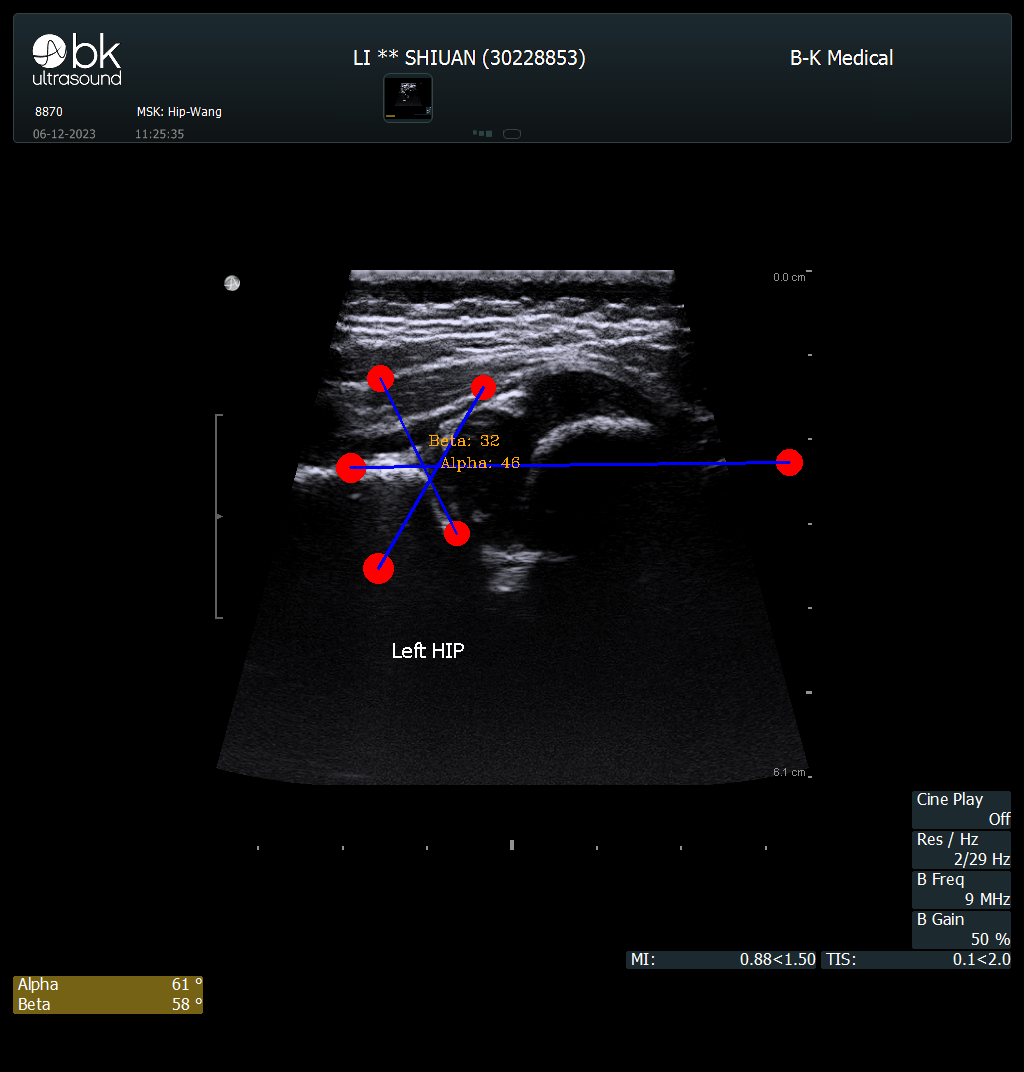 bk
ultrasound
LI ** SHIUAN (30228853)
B-K Medical
8870
MSK: Hip-Wang
06-12-2023
11:25:35
0.0 cm
Beta: 32
Alpha: 46
Left HIP
6.1 cm
Cine Play
Off
Res / Hz
2/29 Hz
B Freq
9 MHz
B Gain
50 %
MI: 0.88<1.50
TIS: 0.1<2.0
Alpha 61 º
Beta 58 º